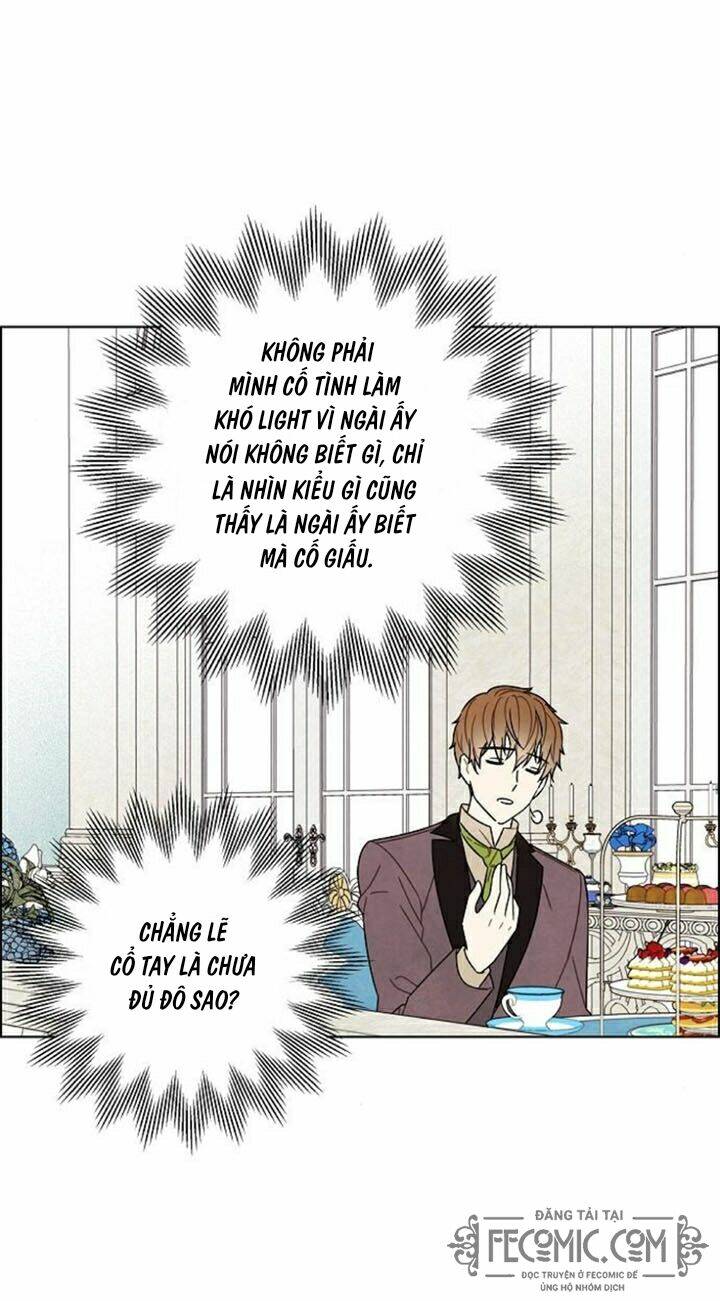 KHÔNG PHẢI
MÌNH CỐ TÌNH LÀM
KHÓ LIGHT VÌ NGÀI ẤY
NÓI KHÔNG BIẾT GÌ, CHỈ
LÀ NHÌN KIỂU GÌ CŨNG
THẤY LÀ NGÀI ẤY BIẾT
MÀ CỐ GIẤU.
CHẲNG LẼ
CỔ TAY LÀ CHƯA
ĐỦ ĐÔ SAO?
ĐĂNG TẢI TẠI
FECOMIC.COM
ĐỌC TRUYỆN Ở FECOMIC ĐỂ
ỦNG HỘ NHÓM DỊCH